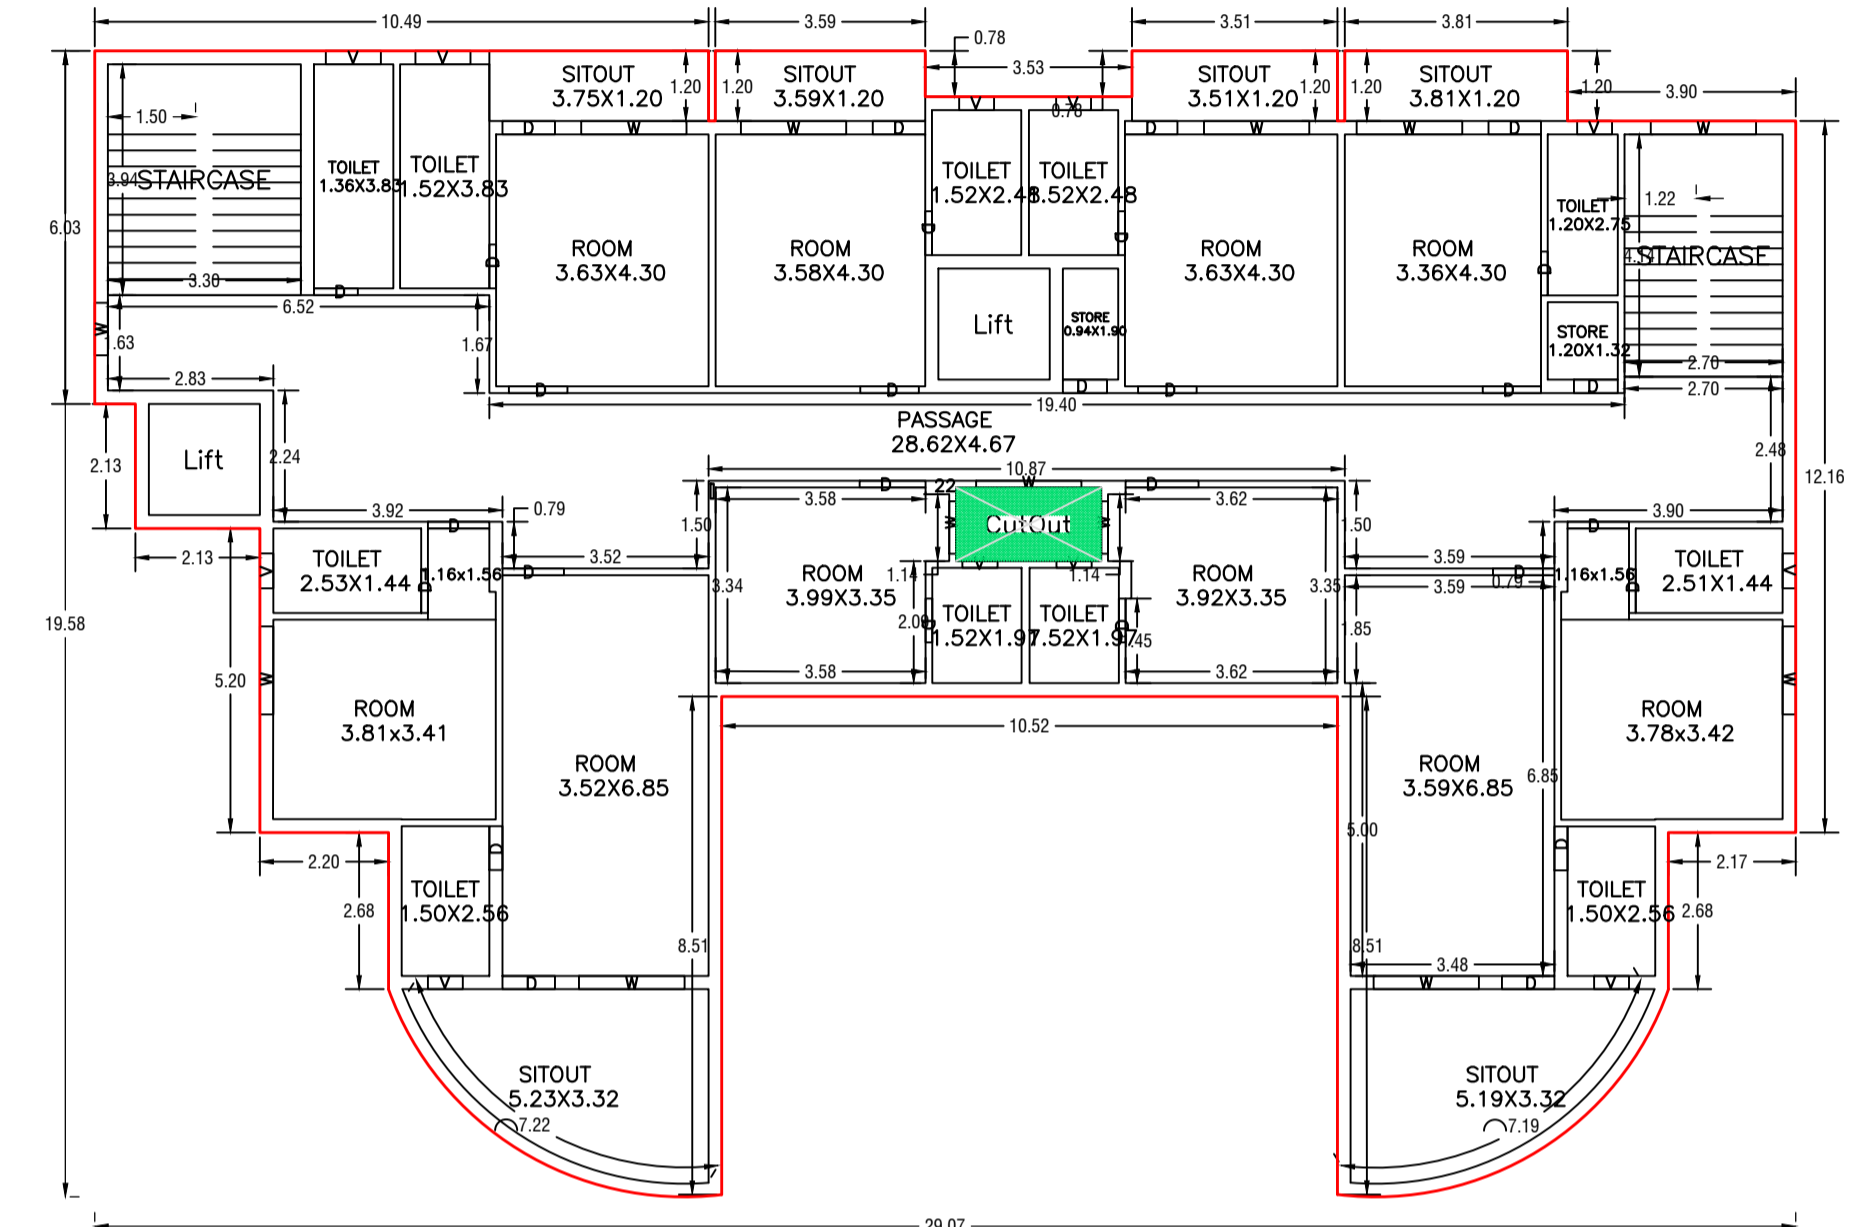 10.49
3.59
3.51
3.81
0.78
3.53
SITOUT
3.75X1.20
1.20
1.20
SITOUT
3.59X1.20
SITOUT
3.51X1.20
1.20
1.20
SITOUT
3.81X1.20
1.20
3.90
V
V
V
V
0.78
D
W
W
D
D
W
W
D
V
W
1.50
3.94
STAIRCASE
TOILET
1.36X3.83
TOILET
1.52X3.83
TOILET
1.52X2.48
TOILET
1.52X2.48
TOILET
1.20X2.75
1.22
STAIRCASE
6.03
ROOM
3.63X4.30
ROOM
3.58X4.30
ROOM
3.63X4.30
ROOM
3.36X4.30
D
D
D
D
D
3.30
6.52
W
1.67
Lift
STORE
0.94X1.90
STORE
1.20X1.32
2.83
2.70
2.70
D
D
D
D
D
D
19.40
PASSAGE
28.62X4.67
Lift
2.13
2.24
2.48
12.16
10.87
D
W
D
3.58
22
3.62
W
CutOut
W
1.50
1.50
3.92
0.79
3.90
D
D
2.13
3.52
3.59
V
TOILET
2.53X1.44
1.16x1.56
D
D
3.34
ROOM
3.99X3.35
1.14
V
V
1.14
ROOM
3.92X3.35
3.35
D
0.79
3.59
1.16x1.56
D
TOILET
2.51X1.44
V
19.58
2.00
D
TOILET
1.52X1.97
TOILET
1.52X1.97
D
1.85
3.58
3.62
5.20
W
ROOM
3.81x3.41
10.52
ROOM
3.78x3.42
W
ROOM
3.52X6.85
ROOM
3.59X6.85
6.85
5.00
2.20
D
D
2.17
2.68
TOILET
1.50X2.56
TOILET
1.50X2.56
2.68
8.51
8.51
3.48
V
D
W
W
D
V
SITOUT
5.23X3.32
7.22
SITOUT
5.19X3.32
7.19
29.07